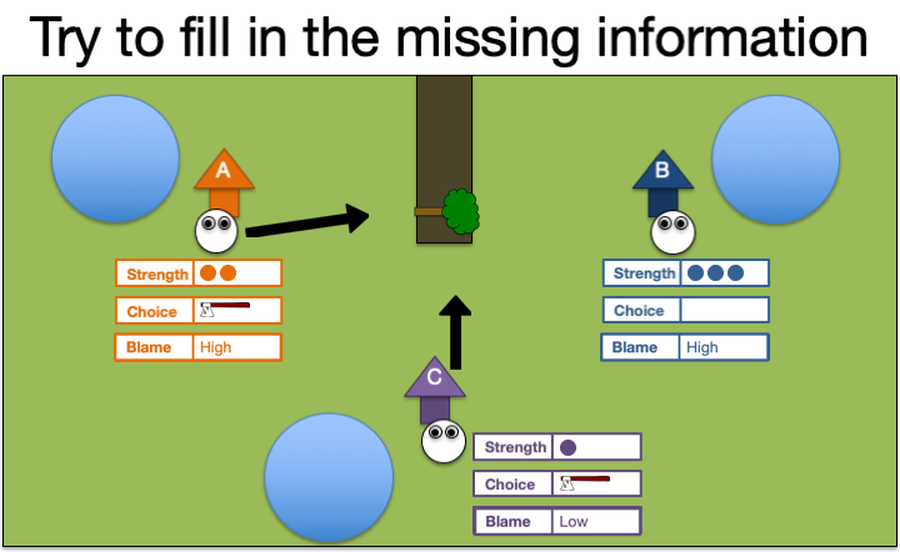 Try to fill in the missing information
A
B
Strength
Choice
Blame High
Strength
Choice
Blame High
C
Strength
Choice
Blame Low